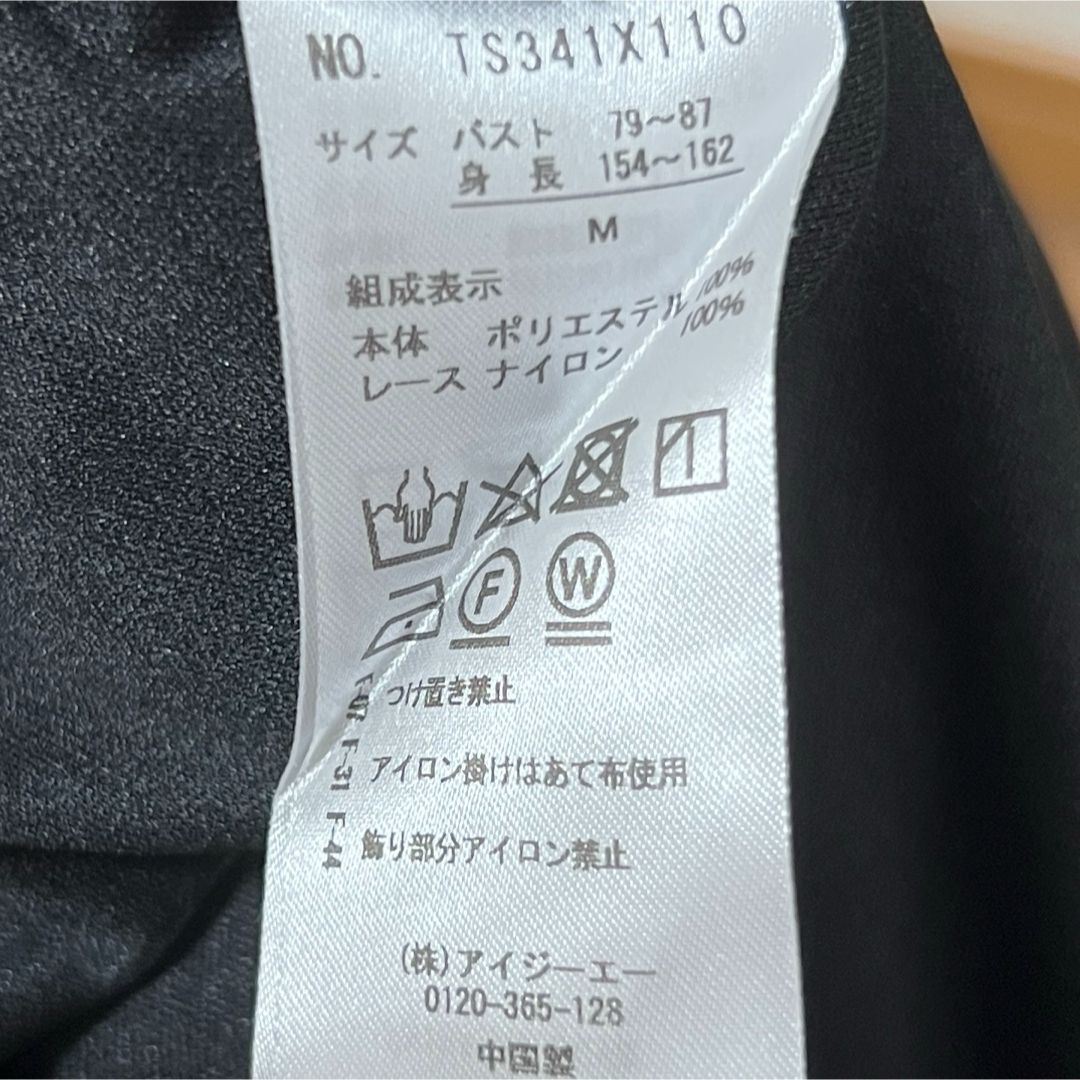 NO. TS341X110
サイズ バスト 79〜87
身長 154〜162
M
組成表示
本体 ポリエステル 100%
レース ナイロン 100%
F
W
つけ置き禁止
アイロン掛けはあて布使用
飾り部分アイロン禁止
F-07 F-31 F-44
(株)アイジーエー
0120-365-128
中国製